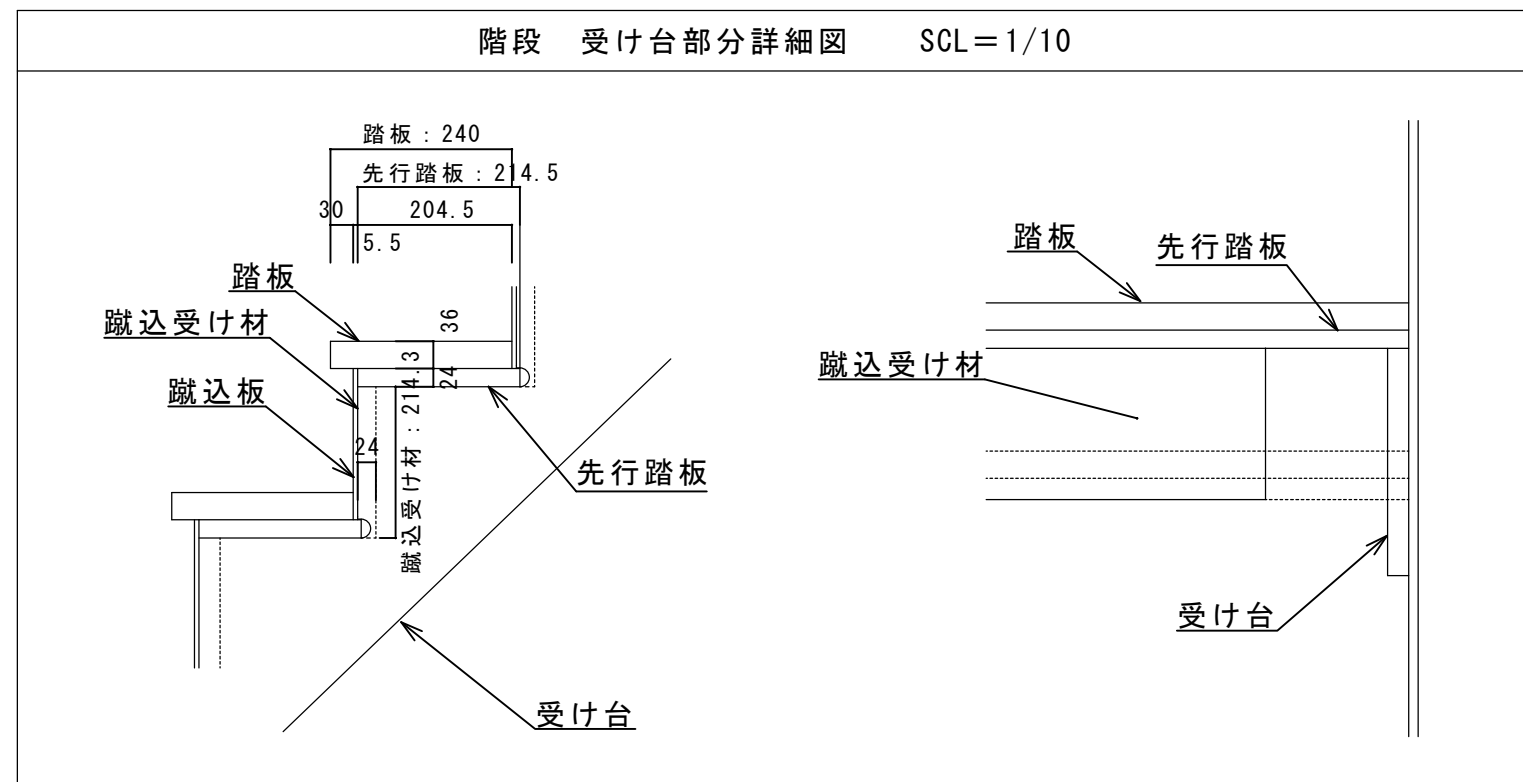 階段　受け台部分詳細図　　SCL＝1/10
踏板：240
先行踏板：214.5
30
204.5
5.5
踏板
蹴込受け材
蹴込板
36
24
24
蹴込受け材：214.3
先行踏板
受け台
踏板
先行踏板
蹴込受け材
受け台